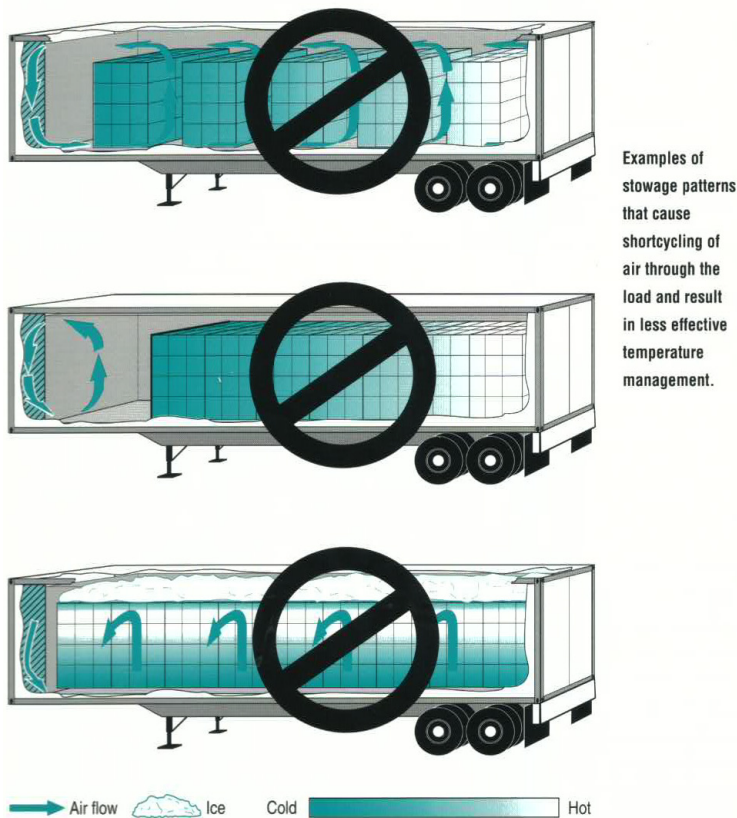 Examples of
stowage patterns
that cause
shortcycling of
air through the
load and result
in less effective
temperature
management.
Air flow Ice Cold Hot